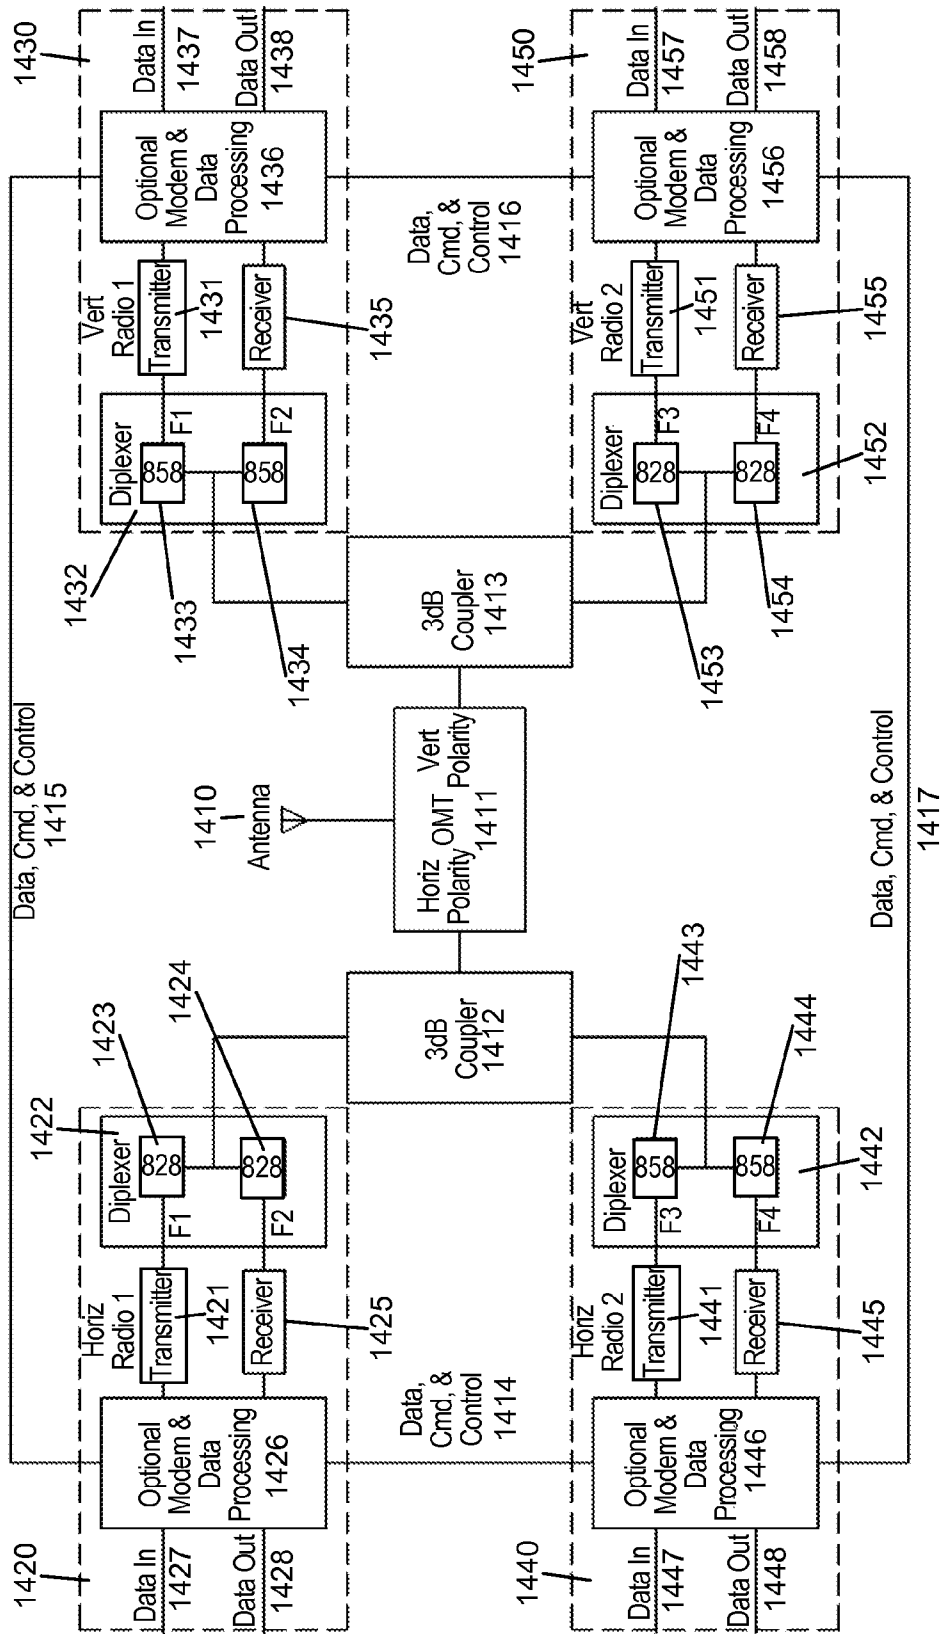 Data, Cmd, & Control
1415
1420
Data In
1427
Data Out
1428
Optional
Modem &
Data
Processing
1426
Horiz
Radio 1
Transmitter
1421
Receiver
1425
1422
Diplexer
F1
F2
828
828
1423
1424
1432
Diplexer
858
858
F1
F2
1433
1434
Vert
Radio 1
Transmitter
1431
Receiver
1435
Optional
Modem &
Data
Processing
1436
1430
Data In
1437
Data Out
1438
1410
Antenna
3dB
Coupler
1412
Horiz
Polarity
OMT
1411
Vert
Polarity
3dB
Coupler
1413
Data,
Cmd, &
Control
1414
Data,
Cmd, &
Control
1416
1440
Data In
1447
Data Out
1448
Optional
Modem &
Data
Processing
1446
Horiz
Radio 2
Transmitter
1441
Receiver
1445
Diplexer
F3
F4
858
858
1442
1443
1444
Diplexer
828
828
F3
F4
1453
1454
1452
Vert
Radio 2
Transmitter
1451
Receiver
1455
Optional
Modem &
Data
Processing
1456
1450
Data In
1457
Data Out
1458
Data, Cmd, & Control
1417